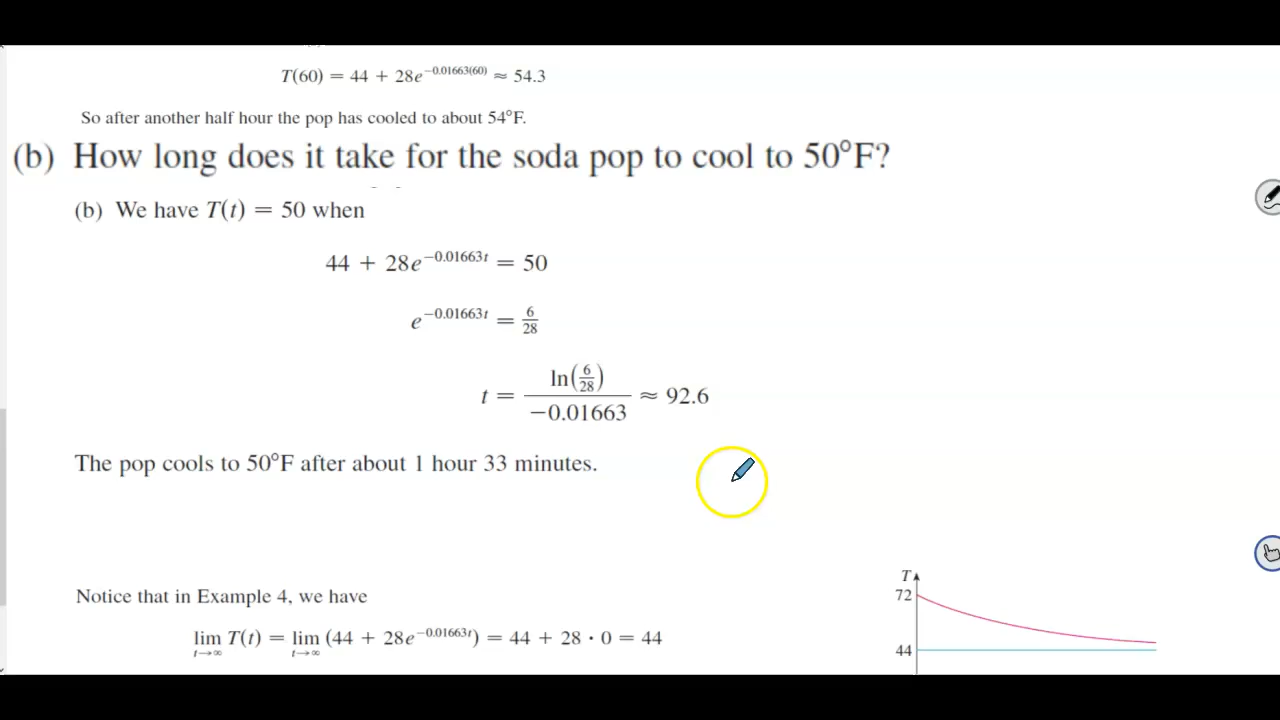 T(60) = 44 + 28e^{−0.01663(60)} ≈ 54.3
So after another half hour the pop has cooled to about 54°F.
(b) How long does it take for the soda pop to cool to 50°F?
(b) We have T(t) = 50 when
44 + 28e^{−0.01663t} = 50
e^{−0.01663t} = 6/28
t = ln(6/28) / −0.01663 ≈ 92.6
The pop cools to 50°F after about 1 hour 33 minutes.
Notice that in Example 4, we have
lim_{t→∞} T(t) = lim_{t→∞} (44 + 28e^{−0.01663t}) = 44 + 28 · 0 = 44
T
72
44